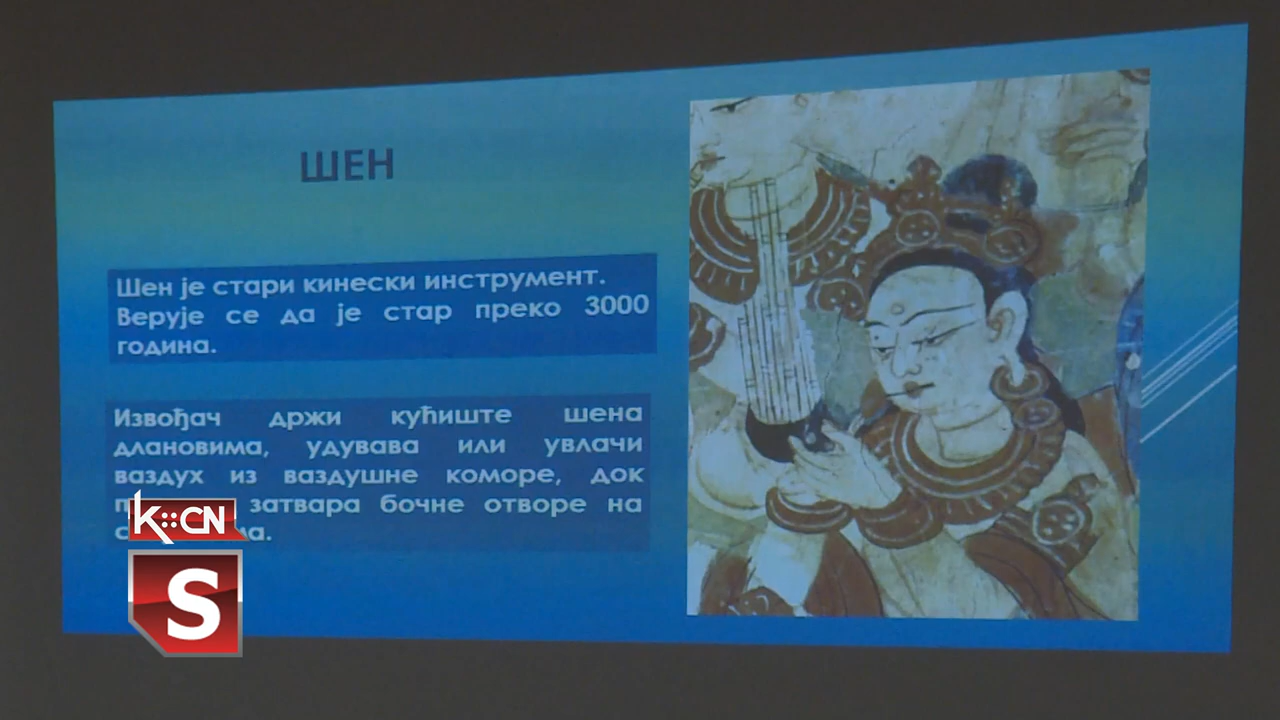 ШЕН
Шен је стари кинески инструмент.
Верује се да је стар преко 3000
година.
Извођач држи кућиште шена
длановима, удувава или увлачи
ваздух из ваздушне коморе, док
затвара бочне отворе на
K::CN
S